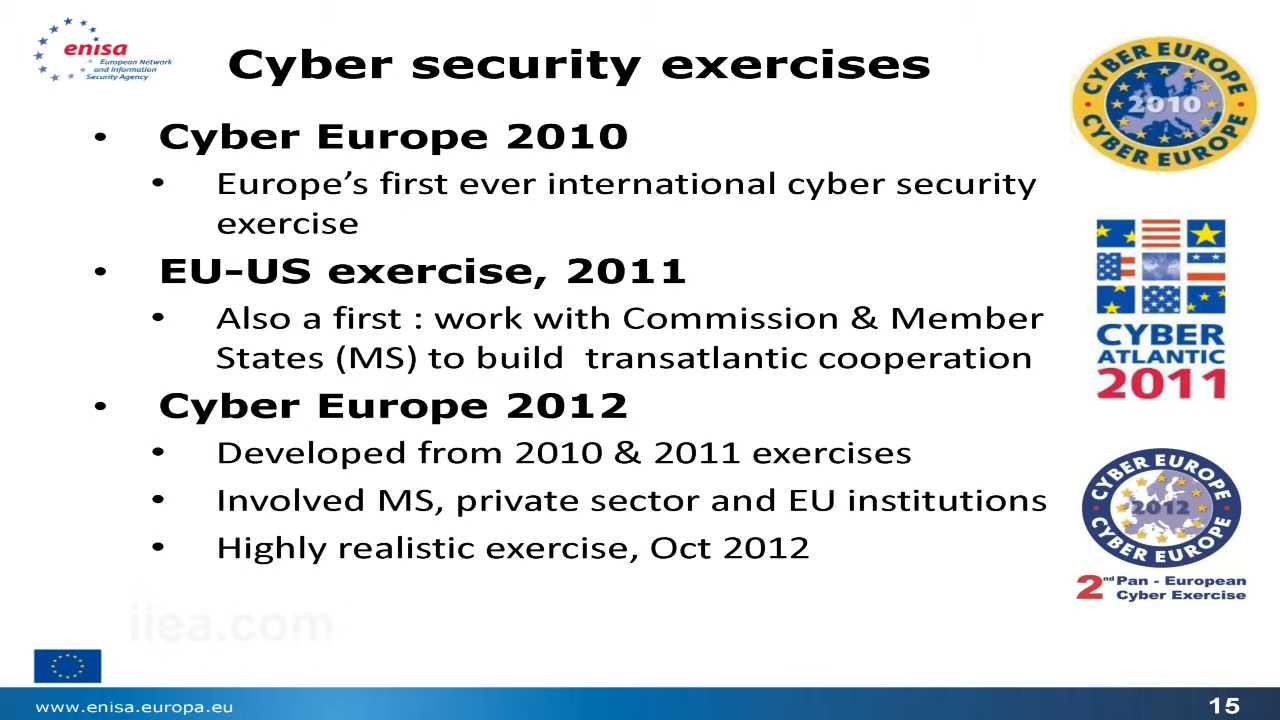 enisa
European Network
and Information
Security Agency
Cyber security exercises
• Cyber Europe 2010
• Europe’s first ever international cyber security
exercise
• EU-US exercise, 2011
• Also a first : work with Commission & Member
States (MS) to build  transatlantic cooperation
• Cyber Europe 2012
• Developed from 2010 & 2011 exercises
• Involved MS, private sector and EU institutions
• Highly realistic exercise, Oct 2012
CYBER EUROPE
2010
CYBER EUROPE
CYBER
ATLANTIC
2011
CYBER EUROPE
2012
CYBER EUROPE
2nd Pan - European
Cyber Exercise
iiea.com
www.enisa.europa.eu
15